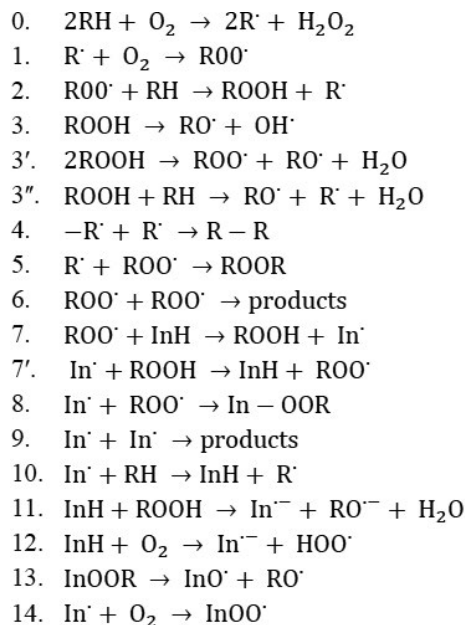 0. 2RH + O₂ → 2R˙ + H₂O₂
1. R˙ + O₂ → R00˙
2. R00˙ + RH → ROOH + R˙
3. ROOH → RO˙ + OH˙
3′. 2ROOH → ROO˙ + RO˙ + H₂O
3″. ROOH + RH → RO˙ + R˙ + H₂O
4. −R˙ + R˙ → R − R
5. R˙ + ROO˙ → ROOR
6. ROO˙ + ROO˙ → products
7. ROO˙ + InH → ROOH + In˙
7′. In˙ + ROOH → InH + ROO˙
8. In˙ + ROO˙ → In − OOR
9. In˙ + In˙ → products
10. In˙ + RH → InH + R˙
11. InH + ROOH → In˙⁻ + RO˙⁻ + H₂O
12. InH + O₂ → In˙⁻ + HOO˙
13. InOOR → InO˙ + RO˙
14. In˙ + O₂ → InOO˙